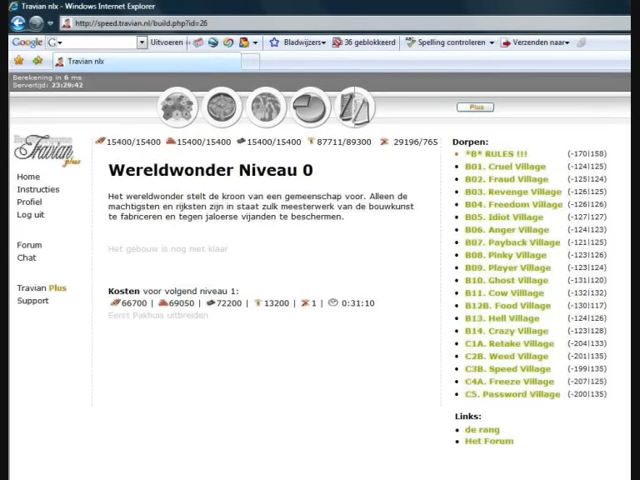 Travian nlx - Windows Internet Explorer
http://speed.travian.nl/build.php?id=26
Google G Uitvoeren Bladwijzers 36 geblokkeerd Spelling controleren Verzenden naar
Travian nlx
Berekening in 6 ms
Servertijd: 23:29:42
Plus
Travian plus
15400/15400 15400/15400 15400/15400 87711/89300 29196/765
Home
Instructies
Profiel
Log uit
Forum
Chat
Travian Plus
Support
Wereldwonder Niveau 0
Het wereldwonder stelt de kroon van een gemeenschap voor. Alleen de
machtigsten en rijksten zijn in staat zulk meesterwerk van de bouwkunst
te fabriceren en tegen jaloerse vijanden te beschermen.
Het gebouw is nog niet klaar
Kosten voor volgend niveau 1:
66700 | 69050 | 72200 | 13200 | 1 | 0:31:10
Eerst Pakhuis uitbreiden
Dorpen:
*B* RULES !!! (-170|158)
B01. Cruel Village (-124|125)
B02. Fraud Village (-125|124)
B03. Revenge Village (-126|125)
B04. Freedom Village (-126|126)
B05. Idiot Village (-127|127)
B06. Anger Village (-123|124)
B07. Payback Village (-121|125)
B08. Pinky Village (-123|126)
B09. Player Village (-123|124)
B10. Ghost Village (-131|120)
B11. Cow Village (-132|132)
B12B. Food Village (-130|117)
B13. Hell Village (-124|126)
B14. Crazy Village (-123|128)
C1A. Retake Village (-204|133)
C2B. Weed Village (-201|135)
C3B. Speed Village (-199|135)
C4A. Freeze Village (-207|125)
C5. Password Village (-200|135)
Links:
de rang
Het Forum